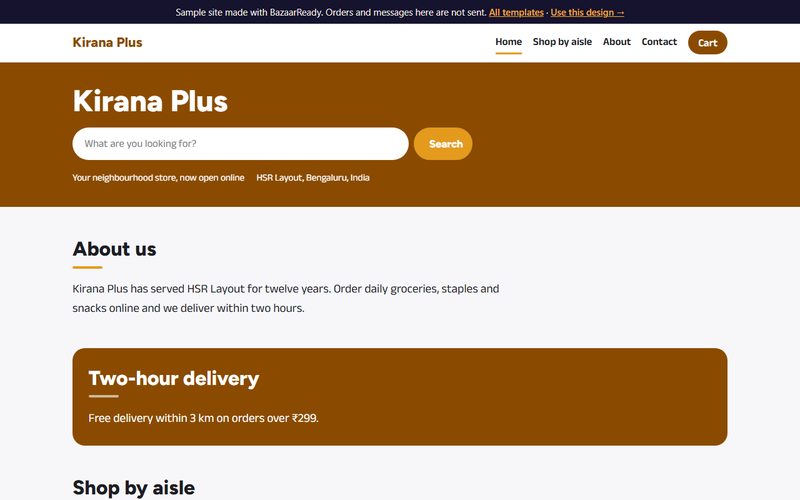 Sample site made with BazaarReady. Orders and messages here are not sent. All templates · Use this design →
Kirana Plus
Home Shop by aisle About Contact Cart
Kirana Plus
What are you looking for? Search
Your neighbourhood store, now open online HSR Layout, Bengaluru, India
About us
Kirana Plus has served HSR Layout for twelve years. Order daily groceries, staples and
snacks online and we deliver within two hours.
Two-hour delivery
Free delivery within 3 km on orders over ₹299.
Shop by aisle